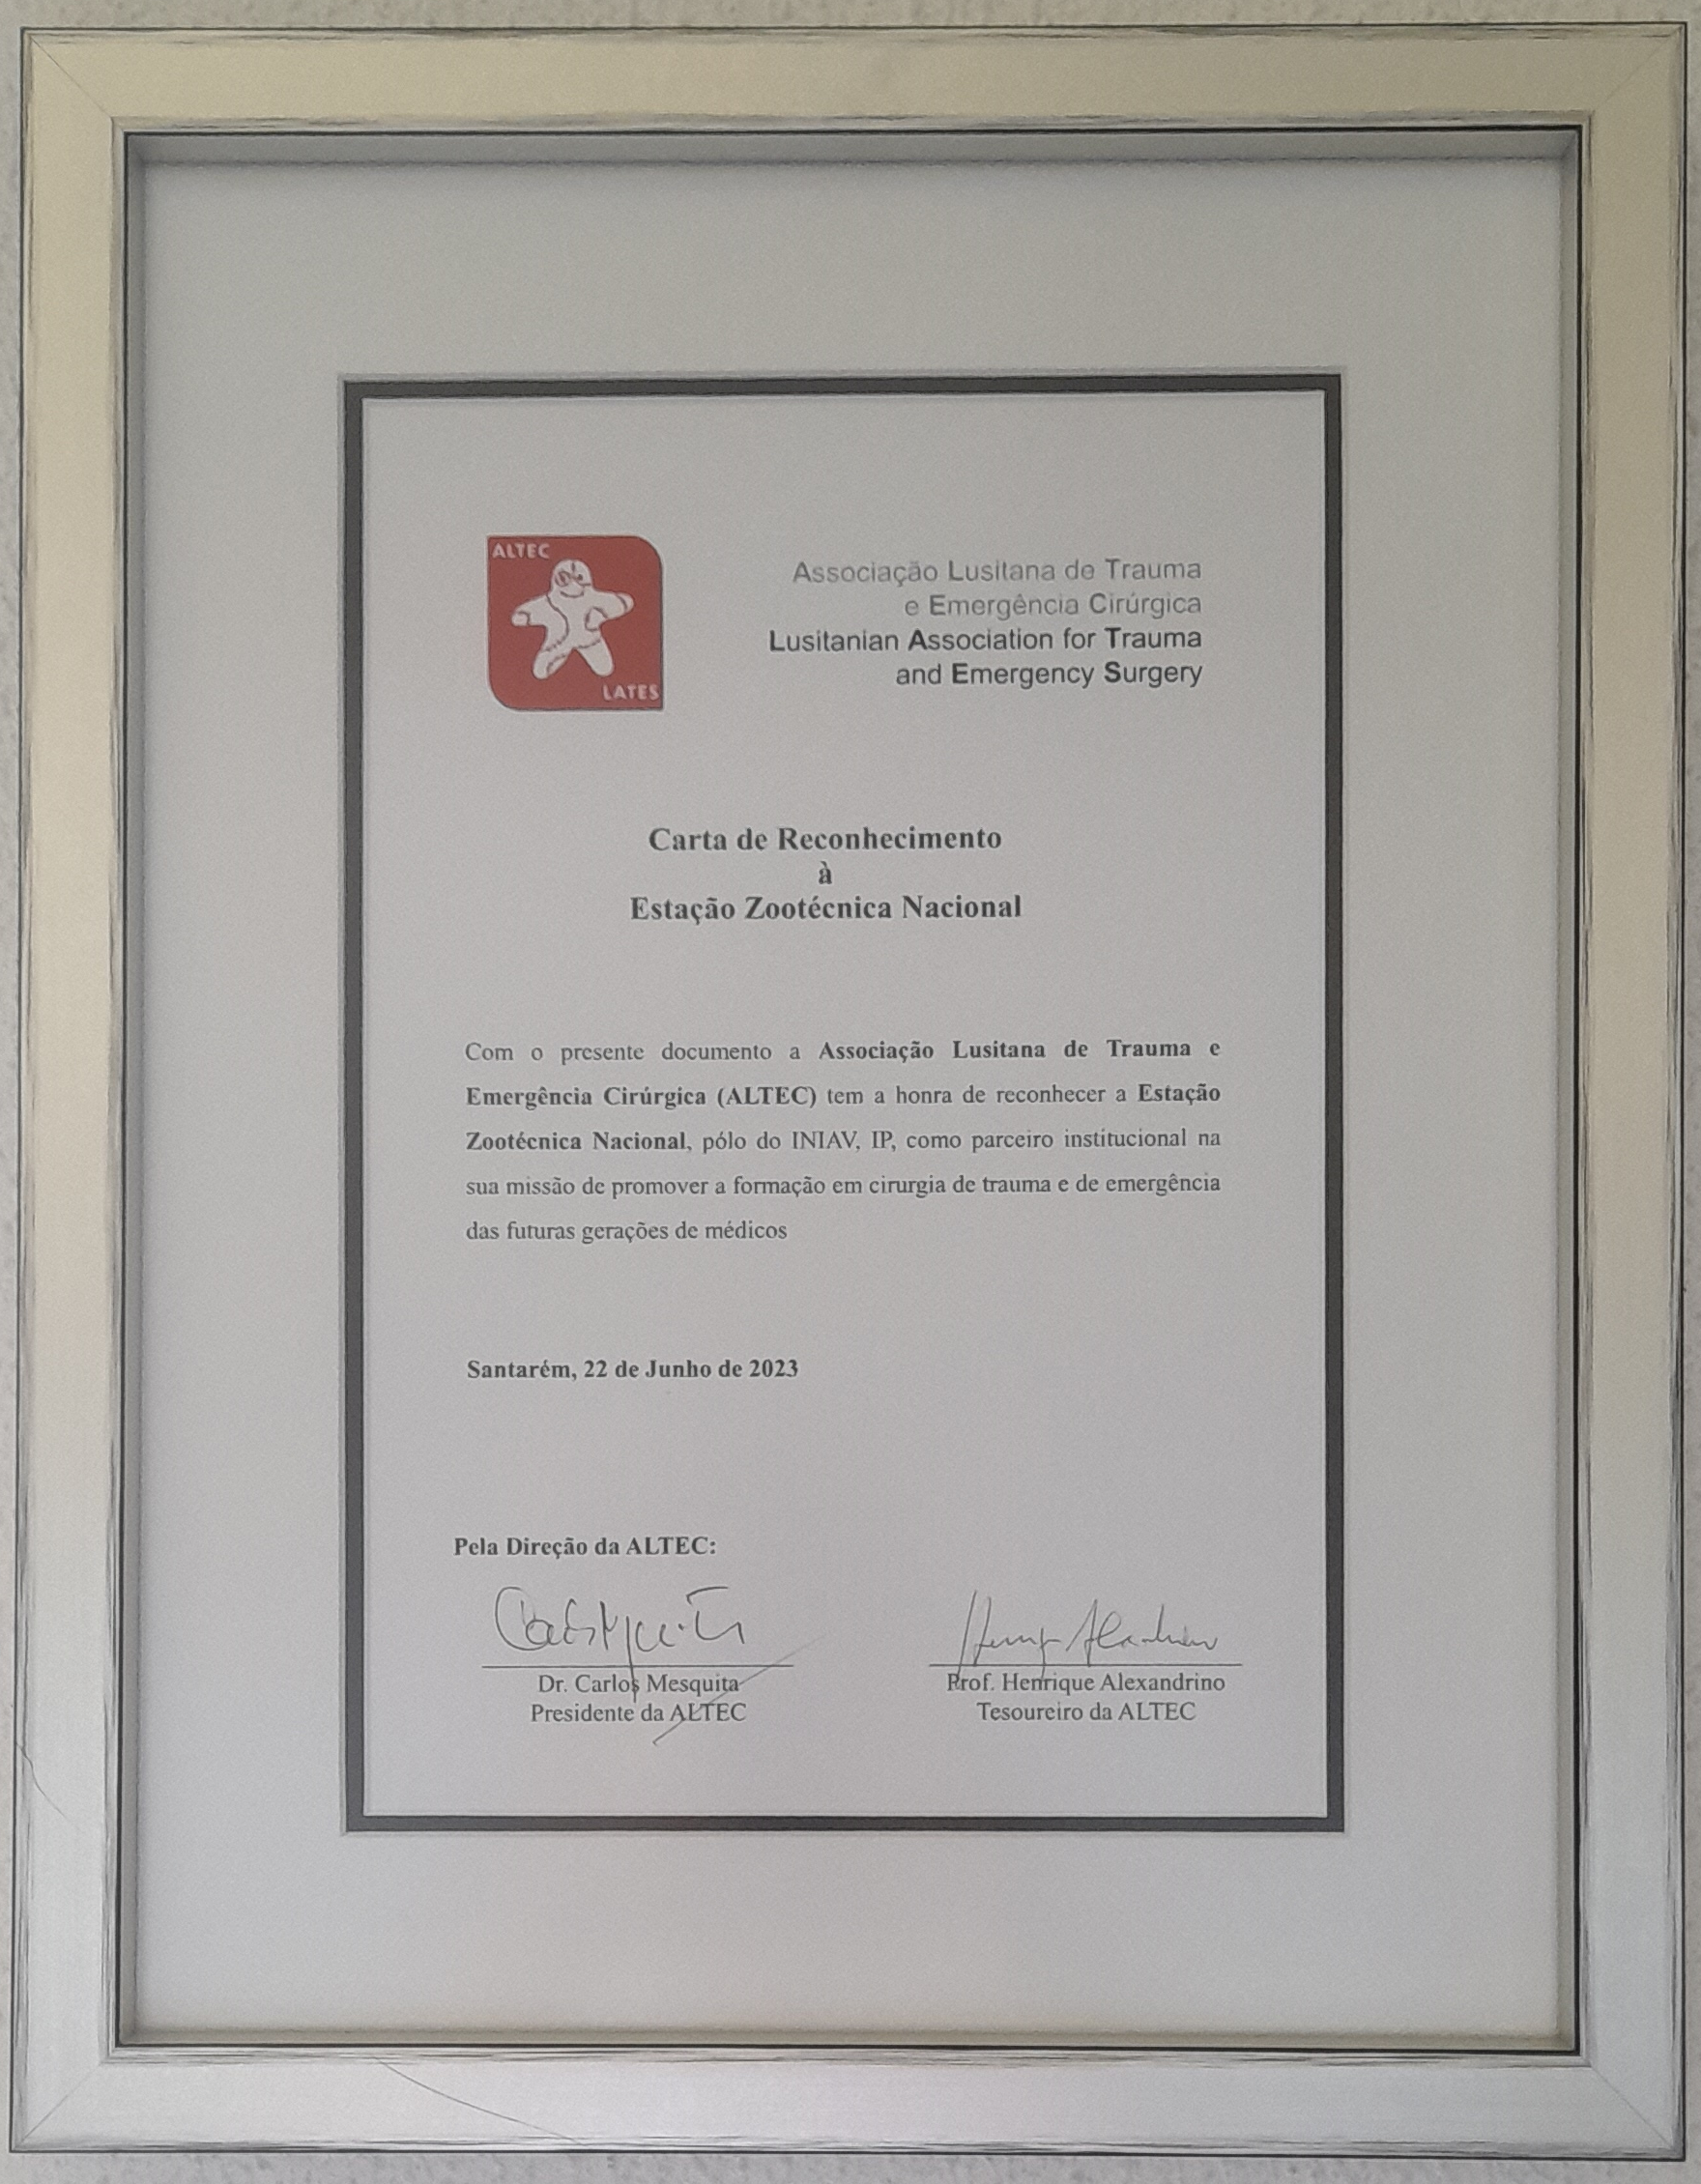 ALTEC
LATES
Associação Lusitana de Trauma
e Emergência Cirúrgica
Lusitanian Association for Trauma
and Emergency Surgery
Carta de Reconhecimento
à
Estação Zootécnica Nacional
Com o presente documento a Associação Lusitana de Trauma e
Emergência Cirúrgica (ALTEC) tem a honra de reconhecer a Estação
Zootécnica Nacional, pólo do INIAV, IP, como parceiro institucional na
sua missão de promover a formação em cirurgia de trauma e de emergência
das futuras gerações de médicos
Santarém, 22 de Junho de 2023
Pela Direção da ALTEC:
Dr. Carlos Mesquita
Presidente da ALTEC
Prof. Henrique Alexandrino
Tesoureiro da ALTEC